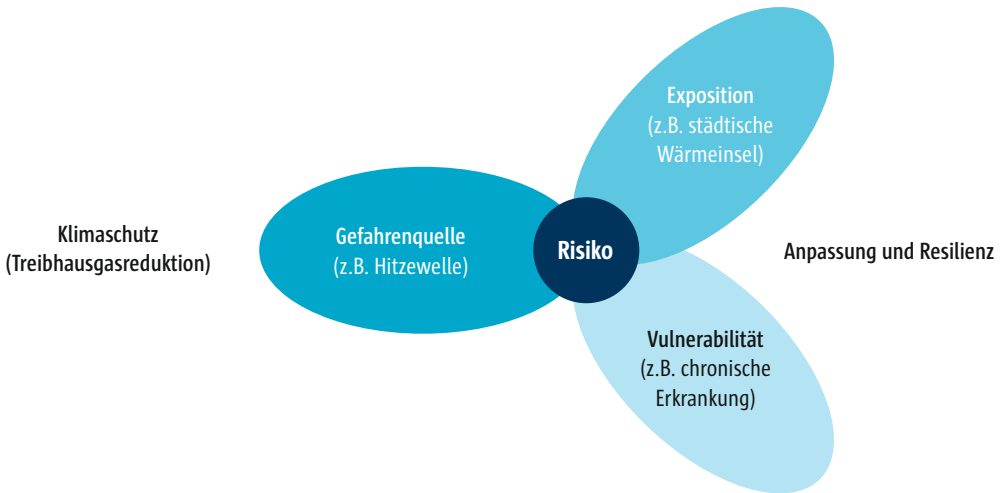 Klimaschutz
(Treibhausgasreduktion)
Gefahrenquelle
(z.B. Hitzewelle)
Risiko
Exposition
(z.B. städtische
Wärmeinsel)
Vulnerabilität
(z.B. chronische
Erkrankung)
Anpassung und Resilienz